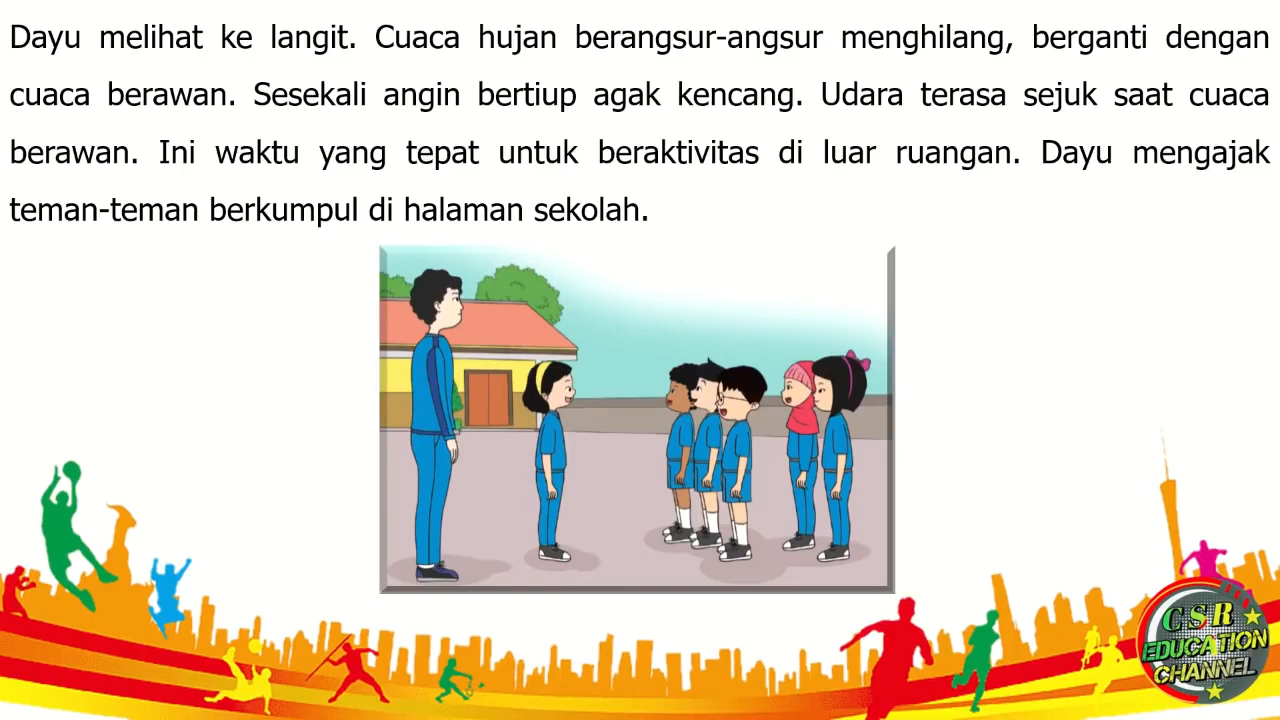 Dayu melihat ke langit. Cuaca hujan berangsur-angsur menghilang, berganti dengan
cuaca berawan. Sesekali angin bertiup agak kencang. Udara terasa sejuk saat cuaca
berawan. Ini waktu yang tepat untuk beraktivitas di luar ruangan. Dayu mengajak
teman-teman berkumpul di halaman sekolah.
CSR
EDUCATION
CHANNEL